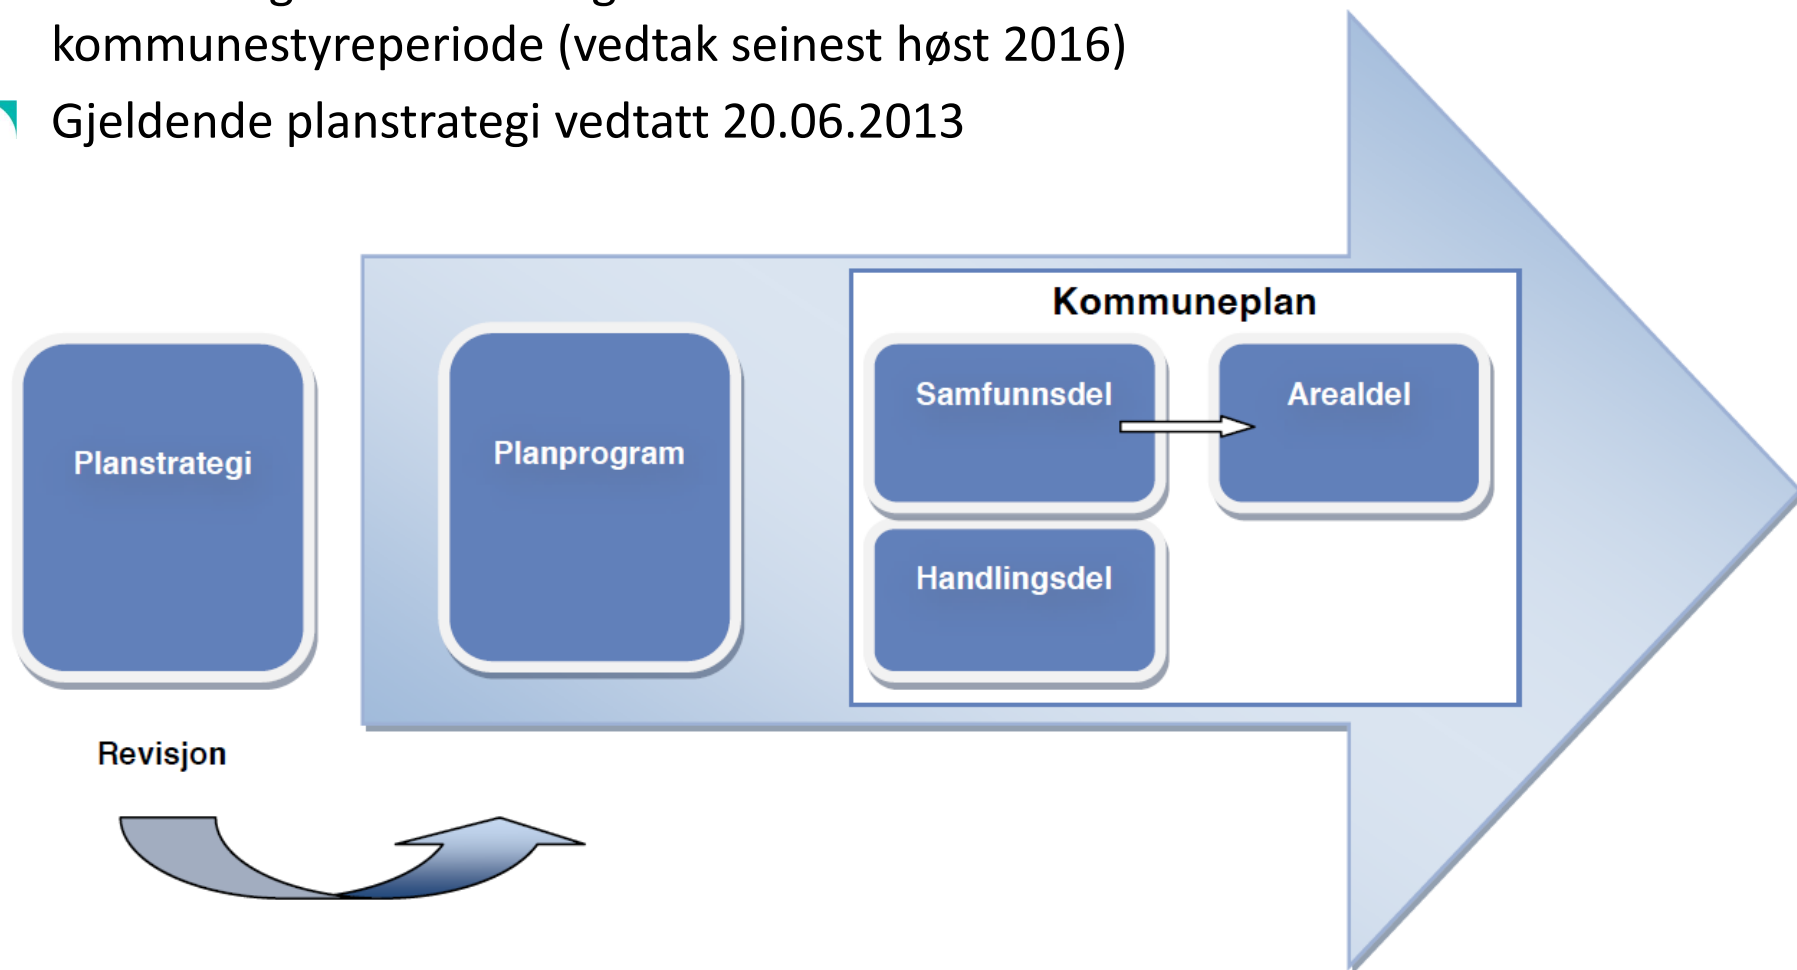 kommunestyreperiode (vedtak seinest høst 2016)
Gjeldende planstrategi vedtatt 20.06.2013
Kommuneplan
Samfunnsdel
Arealdel
Planstrategi
Planprogram
Handlingsdel
Revisjon